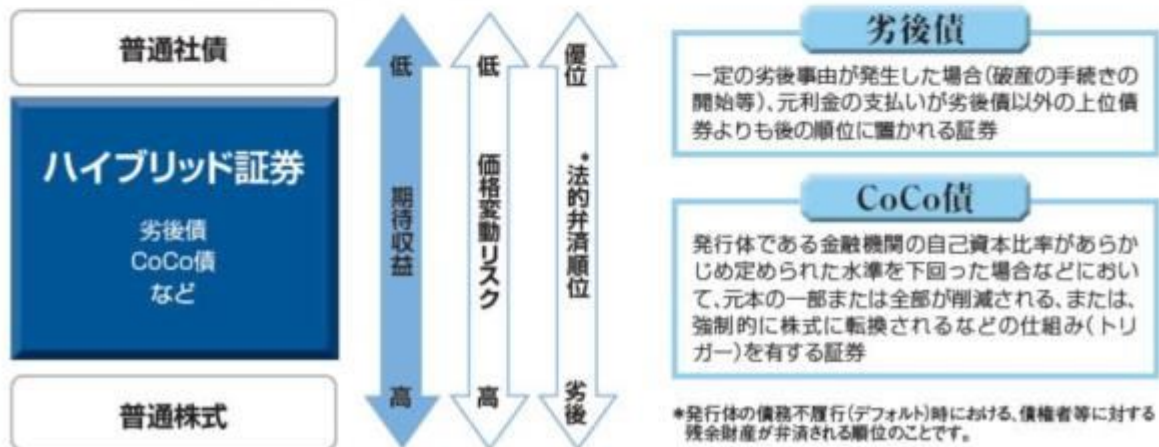 普通社債
ハイブリッド証券
劣後債
CoCo債
など
普通株式
低
期待収益
高
低
価格変動リスク
高
優位
*法的弁済順位
劣後
劣後債
一定の劣後事由が発生した場合(破産の手続きの
開始等)、元利金の支払いが劣後債以外の上位債
券よりも後の順位に置かれる証券
CoCo債
発行体である金融機関の自己資本比率があらか
じめ定められた水準を下回った場合などにおい
て、元本の一部または全部が削減される、または、
強制的に株式に転換されるなどの仕組み(トリ
ガー)を有する証券
*発行体の債務不履行(デフォルト)時における、債権者等に対する
残余財産が弁済される順位のことです。